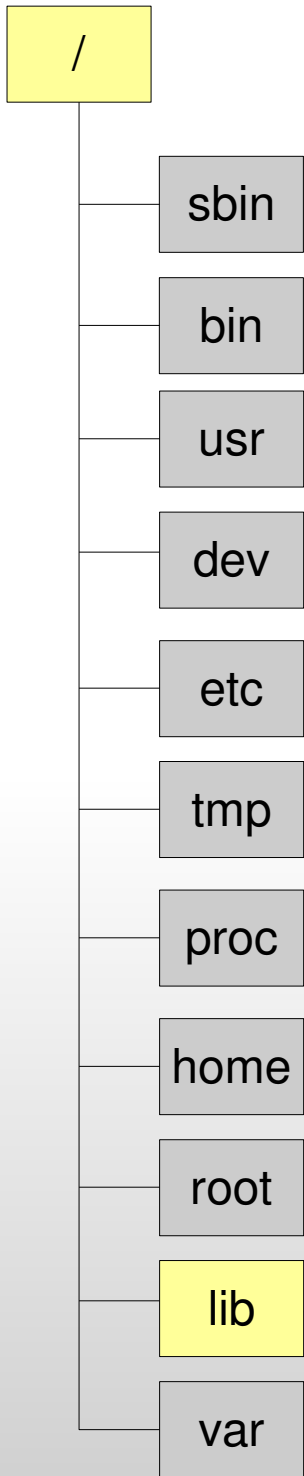 /
sbin
bin
usr
dev
etc
tmp
proc
home
root
lib
var